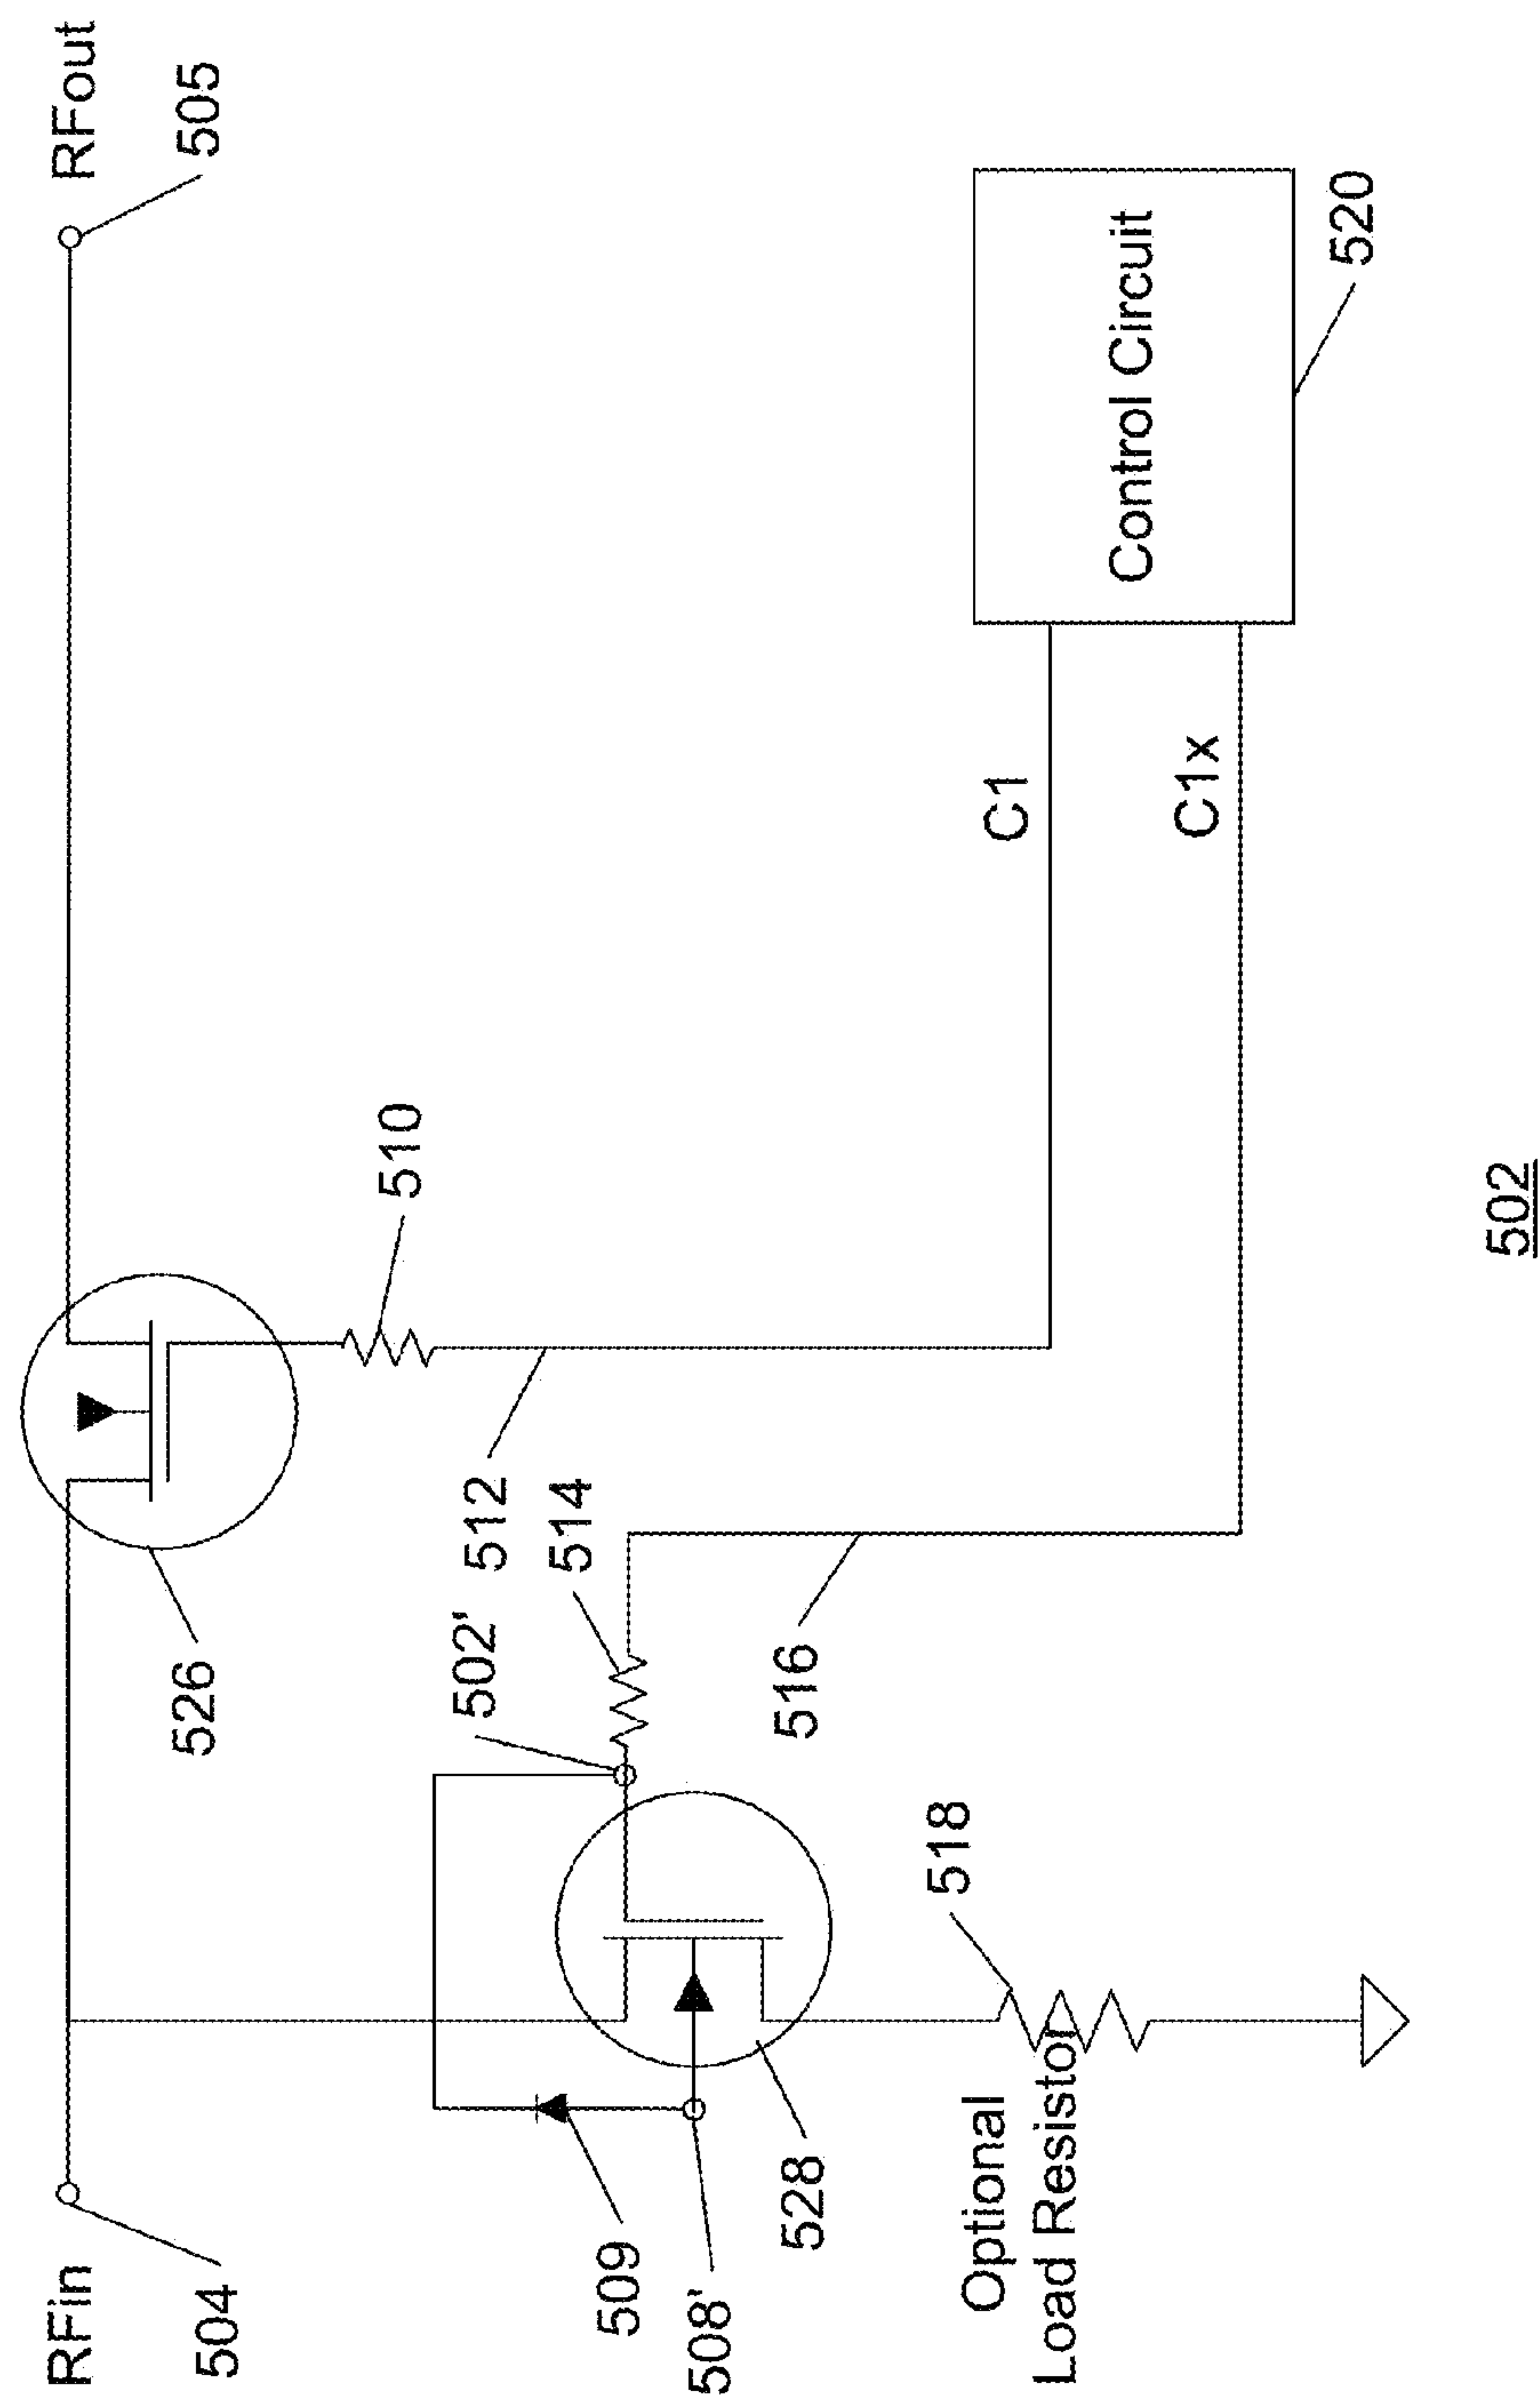 RFin
504
526
RFout
505
510
512
514
502'
516
509
508'
528
518
Optional
Load Resistor
C1
C1x
Control Circuit
520
502